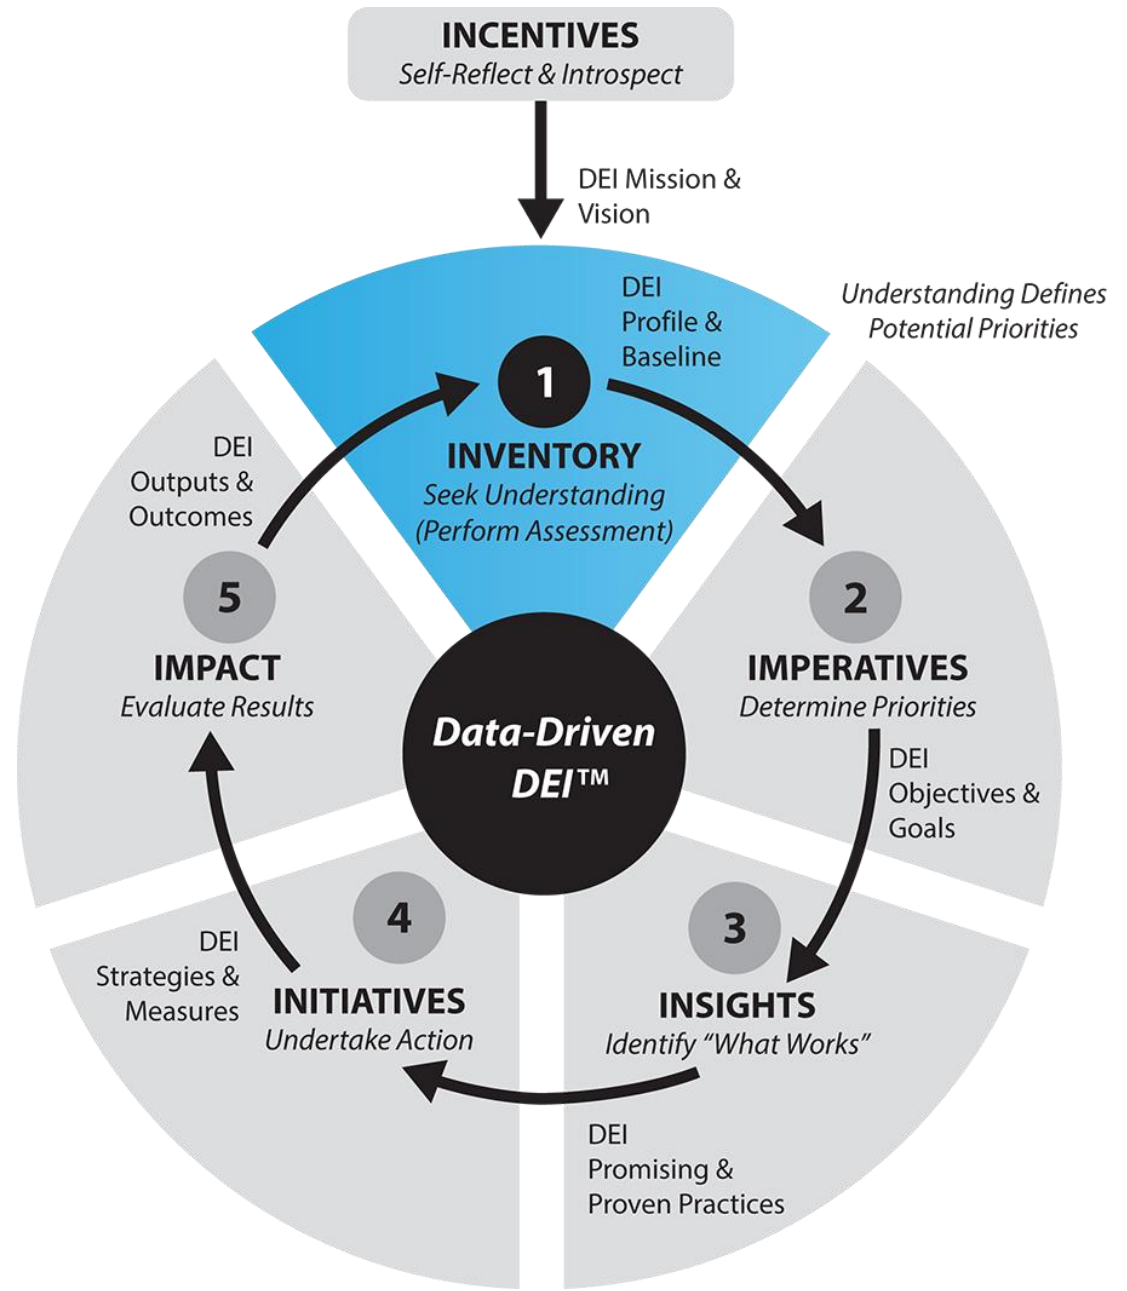 INCENTIVES
Self-Reflect & Introspect
DEI Mission &
Vision
DEI
Profile &
Baseline
Understanding Defines
Potential Priorities
1
INVENTORY
Seek Understanding
(Perform Assessment)
2
IMPERATIVES
Determine Priorities
DEI
Objectives &
Goals
3
INSIGHTS
Identify “What Works”
DEI
Promising &
Proven Practices
4
INITIATIVES
Undertake Action
DEI
Strategies &
Measures
5
IMPACT
Evaluate Results
DEI
Outputs &
Outcomes
Data-Driven
DEI™